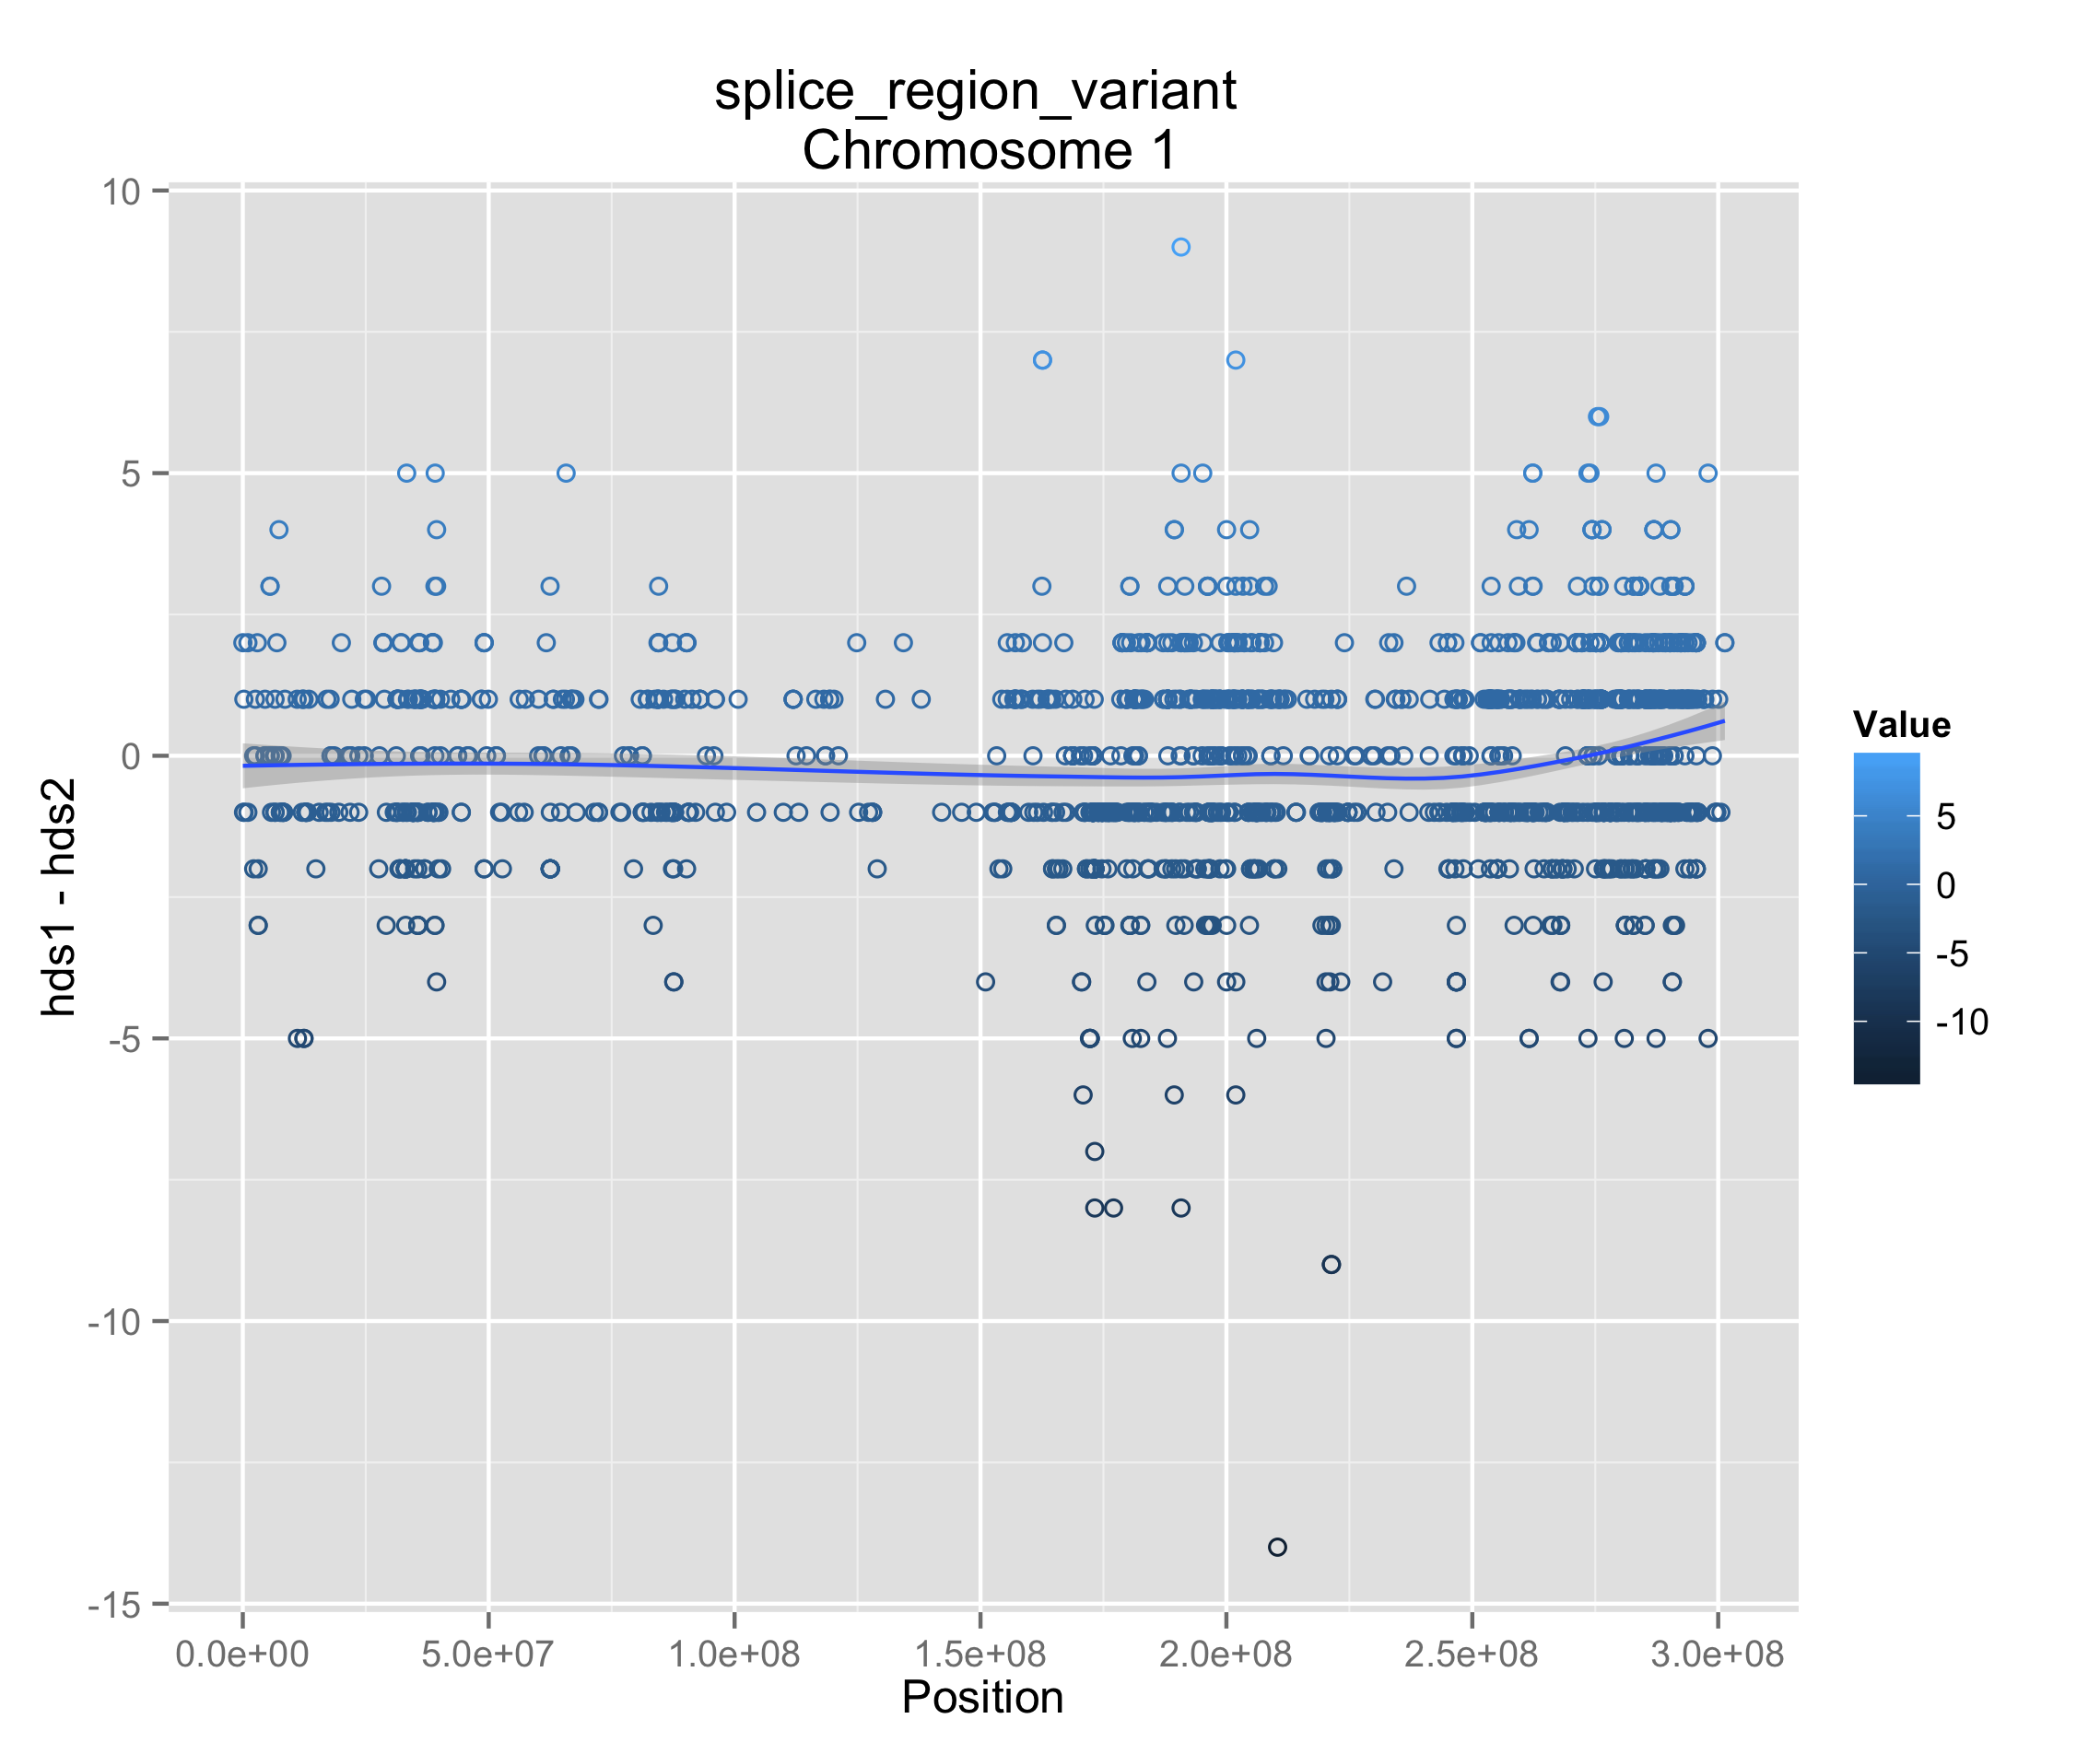 splice_region_variant
Chromosome 1
10
5
0
-5
-10
-15
hds1 - hds2
0.0e+00 5.0e+07 1.0e+08 1.5e+08 2.0e+08 2.5e+08 3.0e+08
Position
Value
5
0
-5
-10